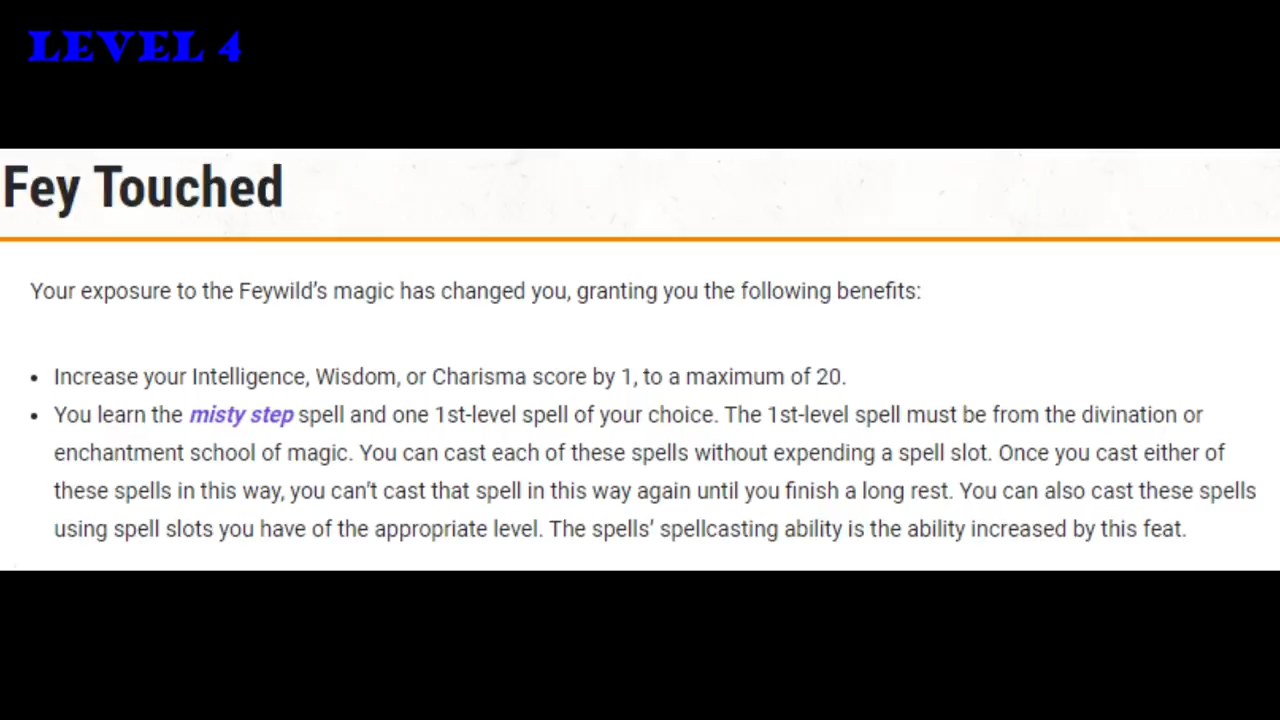 LEVEL 4
Fey Touched
Your exposure to the Feywild’s magic has changed you, granting you the following benefits:
• Increase your Intelligence, Wisdom, or Charisma score by 1, to a maximum of 20.
• You learn the misty step spell and one 1st-level spell of your choice. The 1st-level spell must be from the divination or
enchantment school of magic. You can cast each of these spells without expending a spell slot. Once you cast either of
these spells in this way, you can’t cast that spell in this way again until you finish a long rest. You can also cast these spells
using spell slots you have of the appropriate level. The spells’ spellcasting ability is the ability increased by this feat.